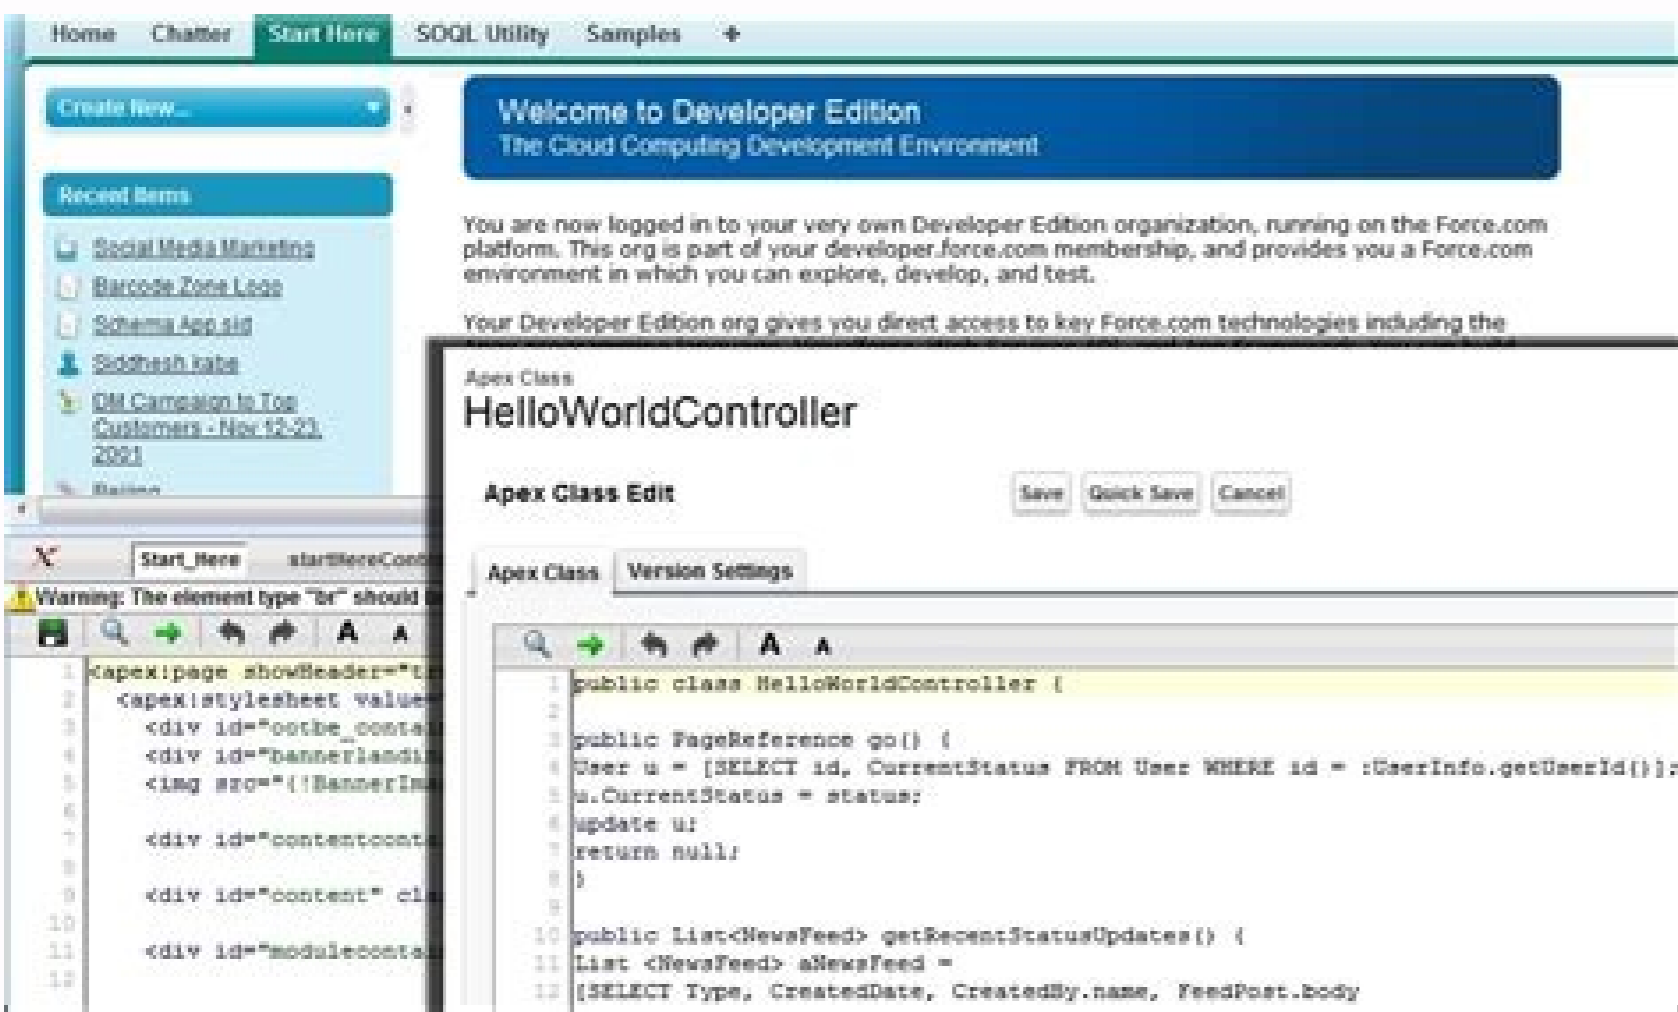 Home Chatter Start Here SOQL Utility Samples +
Create New...
Recent Items
Social Media Marketing
Barcode Zone Logo
Schema App.sid
Siddhesh kabe
DM Campaign to Top
Customers - Nov 12-23,
2001
Welcome to Developer Edition
The Cloud Computing Development Environment
You are now logged in to your very own Developer Edition organization, running on the Force.com
platform. This org is part of your developer.force.com membership, and provides you a Force.com
environment in which you can explore, develop, and test.
Your Developer Edition org gives you direct access to key Force.com technologies including the
Start_Here startHereCont
Warning: The element type "br" should
A A
1 <apex:page showHeader="tr
2 <apex:stylesheet value=
3 <div id="ootbe_contai
4 <div id="bannerlandin
5 <img src="{!BannerIma
6
7 <div id="contentconta
8
9 <div id="content" cla
10
11 <div id="moduleconta
12
Apex Class
HelloWorldController
Apex Class Edit
Save Quick Save Cancel
Apex Class Version Settings
A A
1 public class HelloWorldController {
2
3 public PageReference go() {
4 User u = [SELECT id, CurrentStatus FROM User WHERE id = :UserInfo.getUserId()];
5 u.CurrentStatus = status;
6 update u;
7 return null;
8 }
9
10 public List<NewsFeed> getRecentStatusUpdates() {
11 List <NewsFeed> aNewsFeed =
12 [SELECT Type, CreatedDate, CreatedBy.name, FeedPost.body